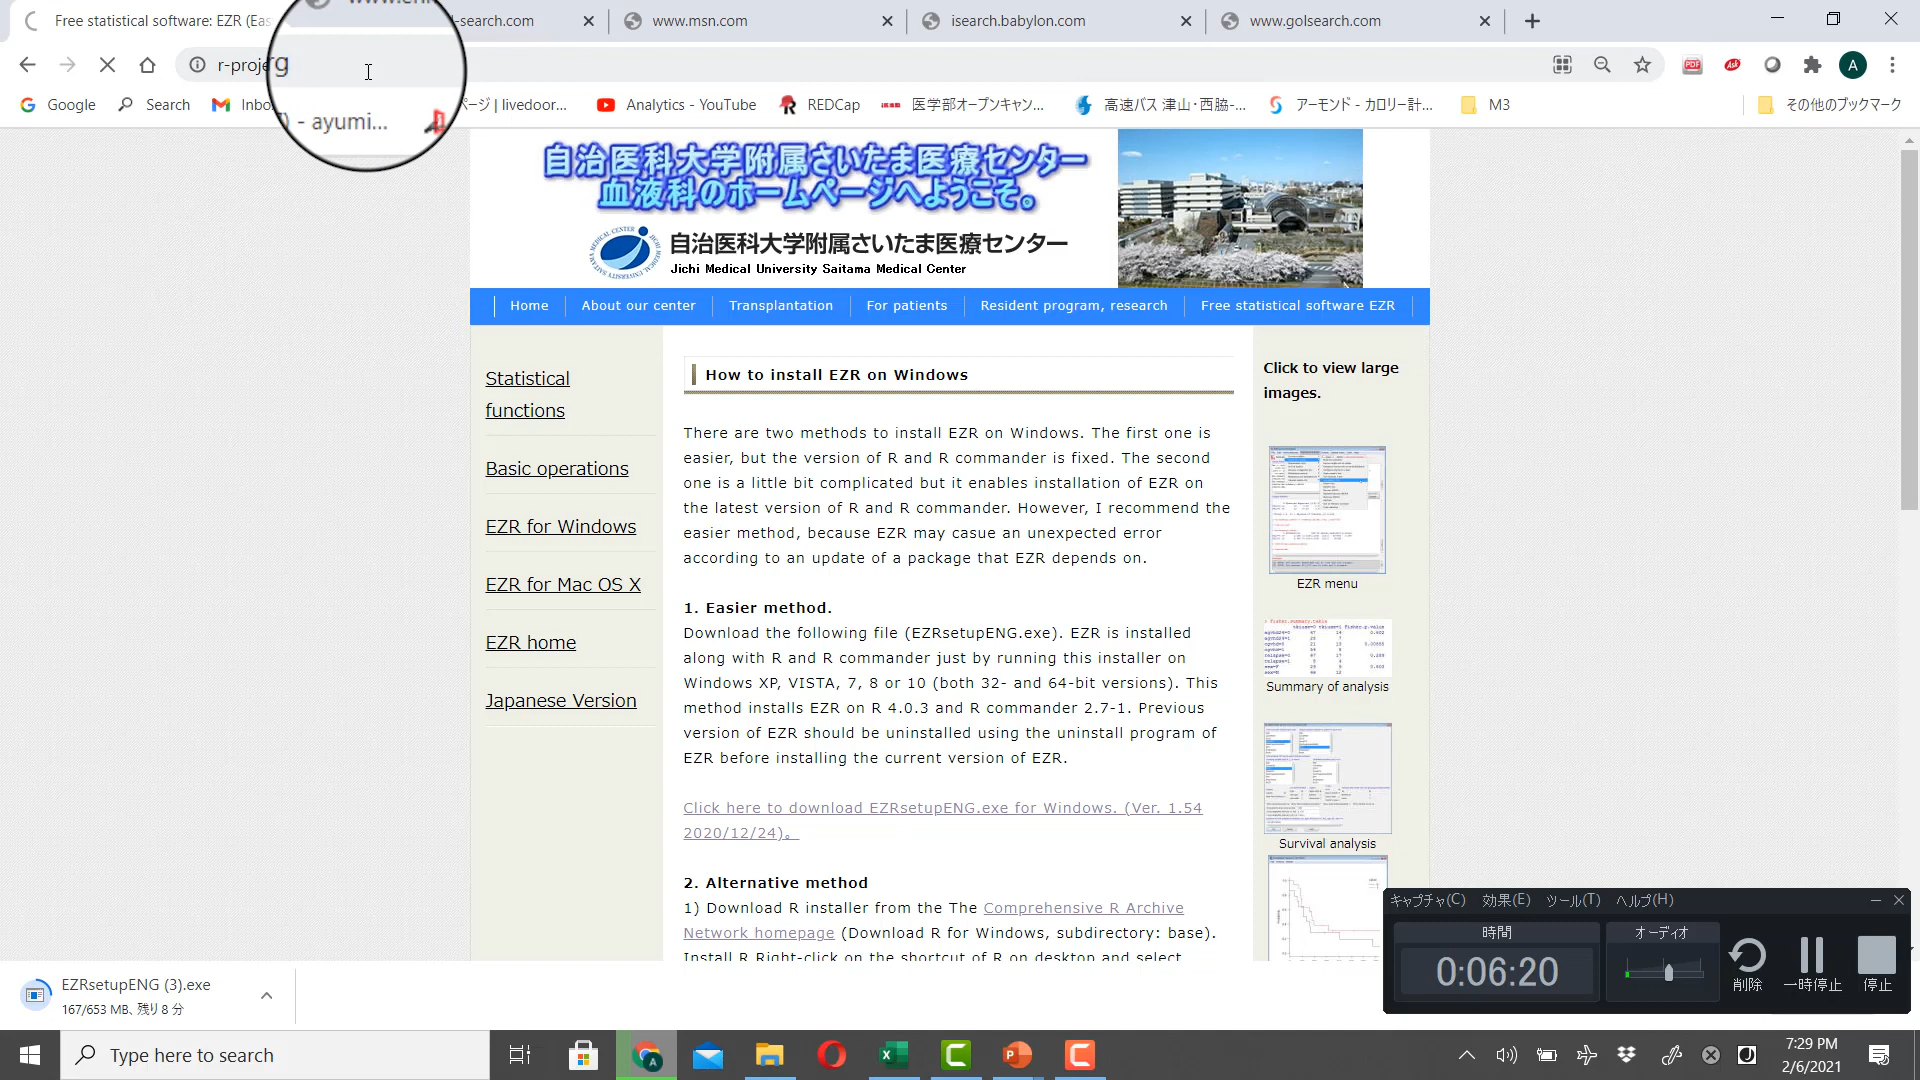 Free statistical software: EZR (Eas
l-search.com
www.msn.com
isearch.babylon.com
www.golsearch.com
r-proje
g
Google
Search
Inbo
) - ayumi...
ページ | livedoor...
Analytics - YouTube
REDCap
医学部オープンキャン...
高速バス 津山・西脇-...
アーモンド - カロリー計...
M3
その他のブックマーク
自治医科大学附属さいたま医療センター
血液科のホームページへようこそ。
自治医科大学附属さいたま医療センター
Jichi Medical University Saitama Medical Center
Home
About our center
Transplantation
For patients
Resident program, research
Free statistical software EZR
Statistical
functions
Basic operations
EZR for Windows
EZR for Mac OS X
EZR home
Japanese Version
How to install EZR on Windows
There are two methods to install EZR on Windows. The first one is
easier, but the version of R and R commander is fixed. The second
one is a little bit complicated but it enables installation of EZR on
the latest version of R and R commander. However, I recommend the
easier method, because EZR may casue an unexpected error
according to an update of a package that EZR depends on.
1. Easier method.
Download the following file (EZRsetupENG.exe). EZR is installed
along with R and R commander just by running this installer on
Windows XP, VISTA, 7, 8 or 10 (both 32- and 64-bit versions). This
method installs EZR on R 4.0.3 and R commander 2.7-1. Previous
version of EZR should be uninstalled using the uninstall program of
EZR before installing the current version of EZR.
Click here to download EZRsetupENG.exe for Windows. (Ver. 1.54
2020/12/24)。
2. Alternative method
1) Download R installer from the The Comprehensive R Archive
Network homepage (Download R for Windows, subdirectory: base).
Install R Right-click on the shortcut of R on desktop and select
Click to view large
images.
EZR menu
Summary of analysis
Survival analysis
キャプチャ(C)
効果(E)
ツール(T)
ヘルプ(H)
時間
オーディオ
0:06:20
削除
一時停止
停止
EZRsetupENG (3).exe
167/653 MB、残り 8 分
Type here to search
7:29 PM
2/6/2021